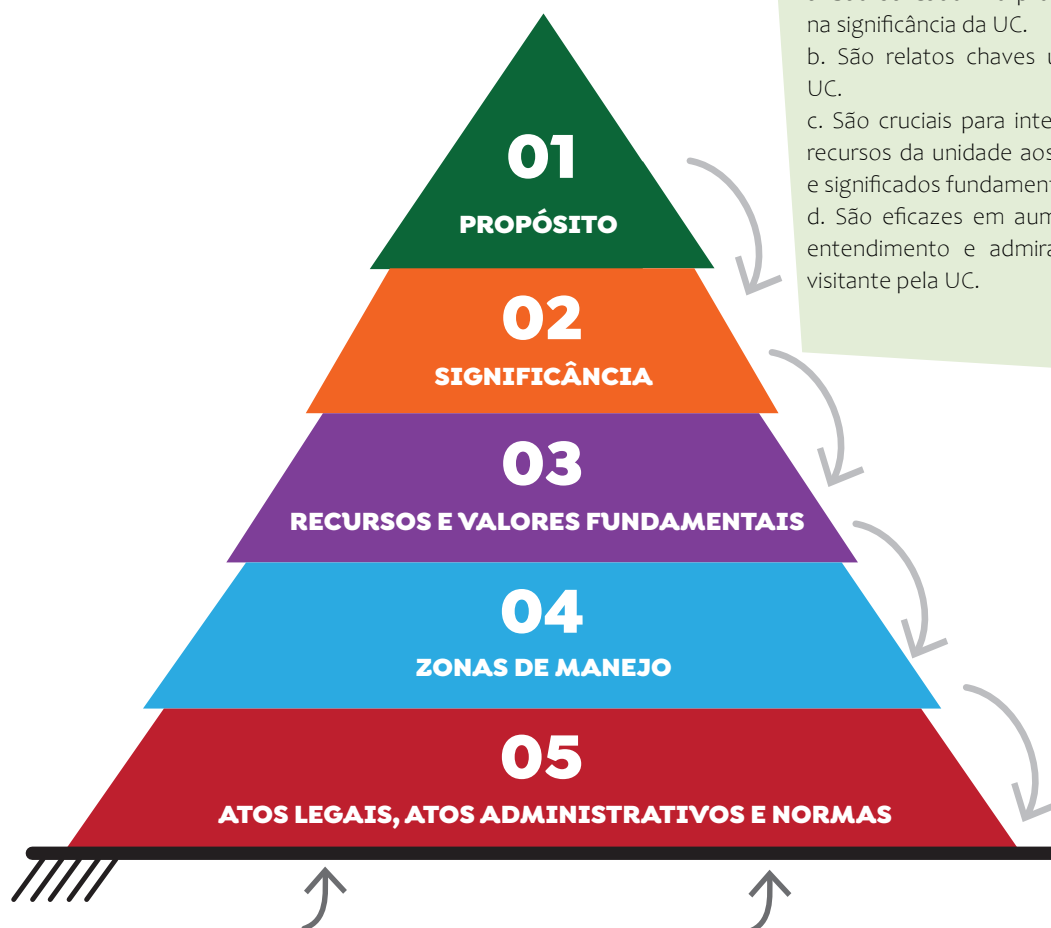 01
PROPÓSITO
02
SIGNIFICÂNCIA
03
RECURSOS E VALORES FUNDAMENTAIS
04
ZONAS DE MANEJO
05
ATOS LEGAIS, ATOS ADMINISTRATIVOS E NORMAS
na significância da UC.
b. São relatos chaves
UC.
c. São cruciais para
recursos da unidade aos
e significados
d. São eficazes em
entendimento e
visitante pela UC.